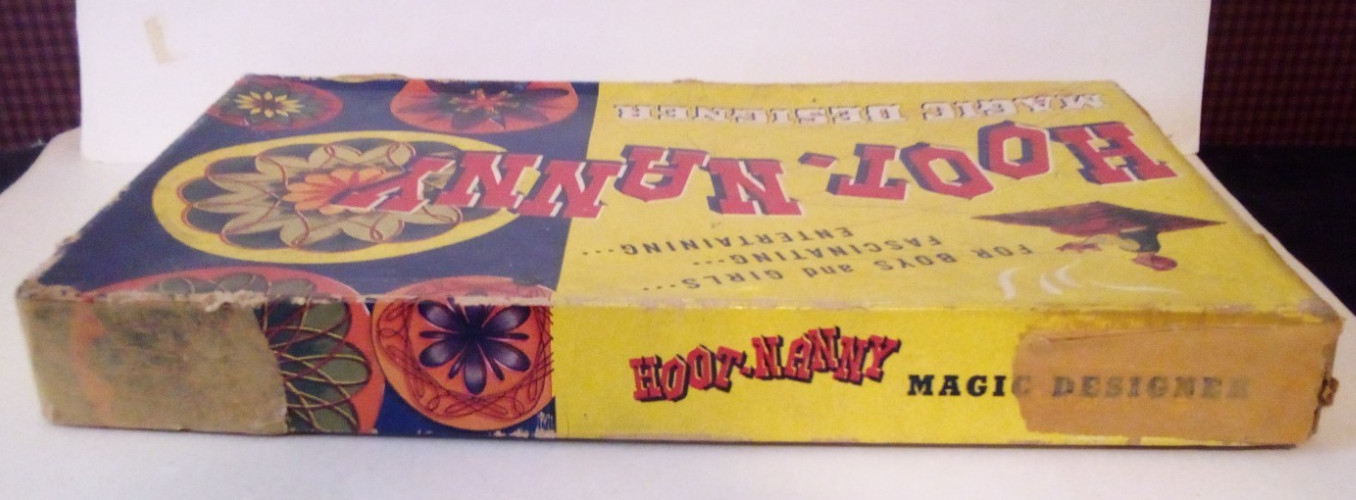 MAGIC DESIGNER
HOOT-NANNY
FOR BOYS and GIRLS...
FASCINATING...
ENTERTAINING...
HOOT-NANNY MAGIC DESIGNER